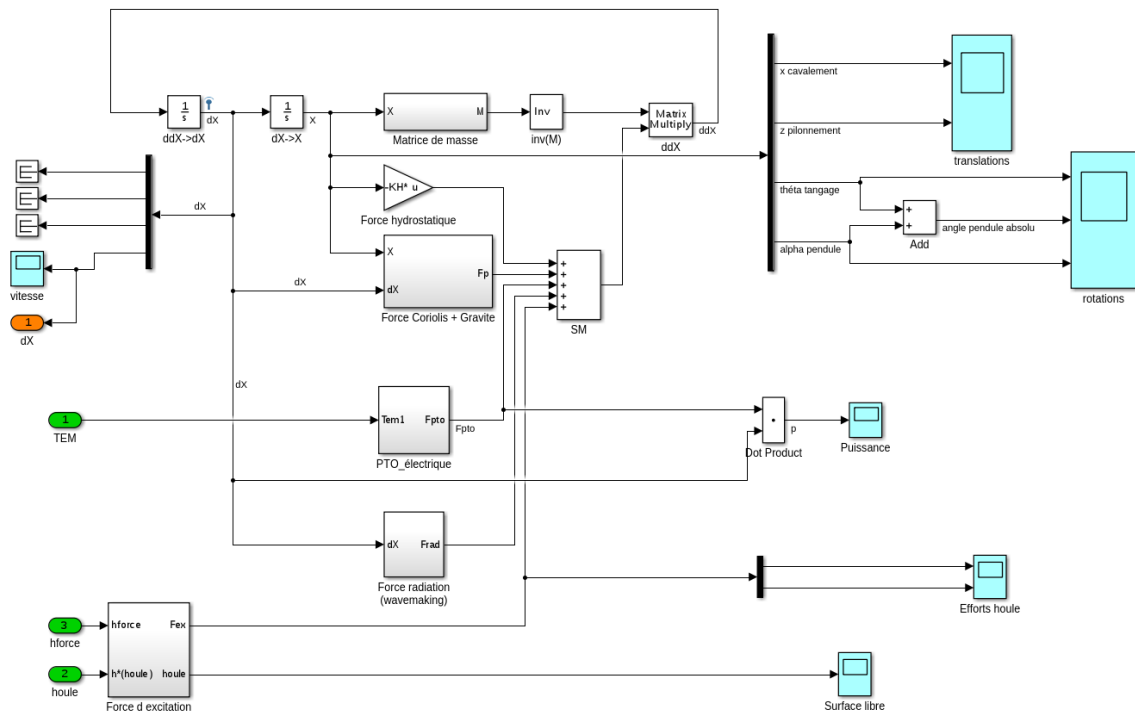 1
s
dX
ddX->dX
1
s
X
dX->X
X
M
Matrice de masse
Inv
inv(M)
Matrix
Multiply
ddX
ddX
x cavalement
z pilonnement
théta tangage
alpha pendule
translations
+
+
Add
angle pendule absolu
rotations
dX
vitesse
1
dX
-KH* u
Force hydrostatique
X
dX
Fp
Force Coriolis + Gravite
dX
+
+
+
+
+
SM
dX
1
TEM
Tem1
Fpto
Fpto
PTO_électrique
Dot Product
p
Puissance
dX
Frad
Force radiation
(wavemaking)
Efforts houle
3
hforce
2
houle
hforce
Fex
h*(houle)
houle
Force d excitation
Surface libre